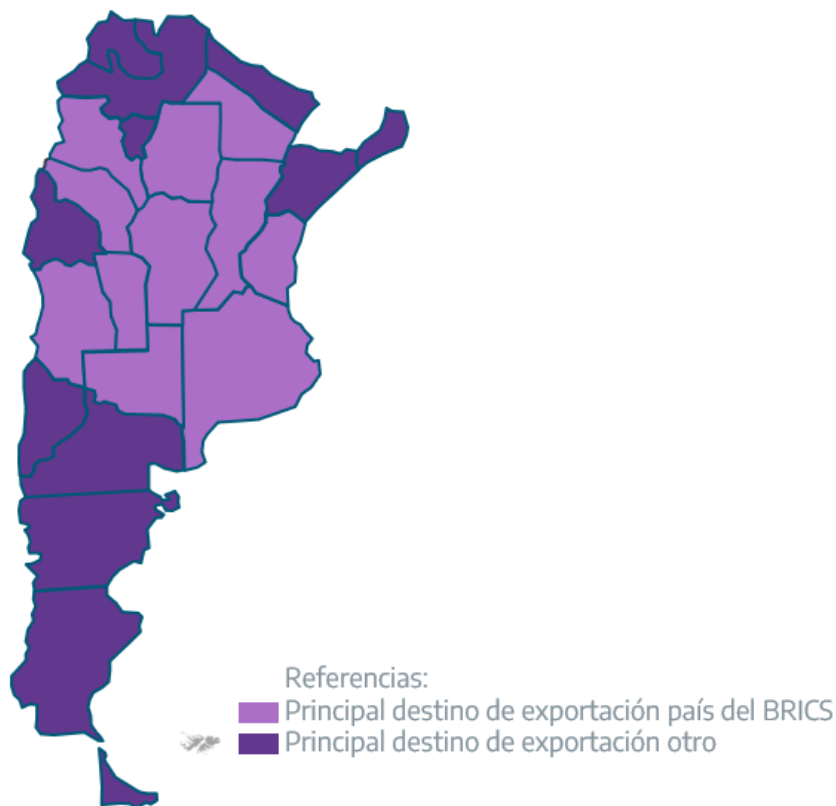 Referencias:
Principal destino de exportación país del BRICS
Principal destino de exportación otro